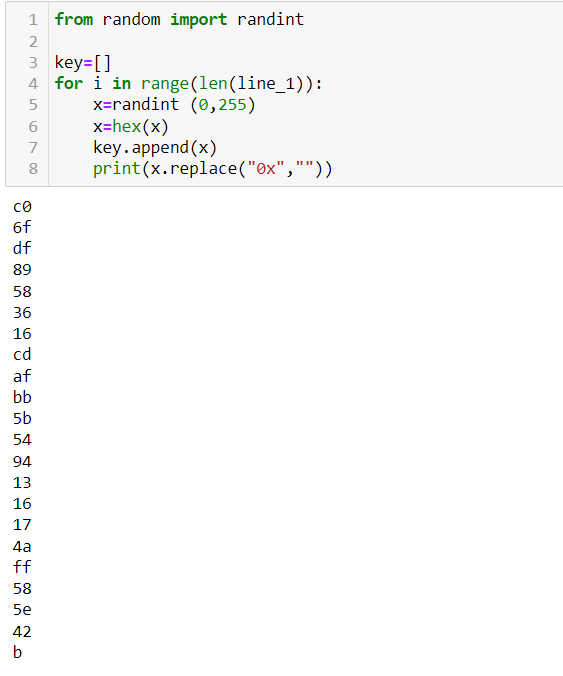 1 from random import randint
2
3 key=[]
4 for i in range(len(line_1)):
5     x=randint (0,255)
6     x=hex(x)
7     key.append(x)
8     print(x.replace("0x",""))
c0
6f
df
89
58
36
16
cd
af
bb
5b
54
94
13
16
17
4a
ff
58
5e
42
b